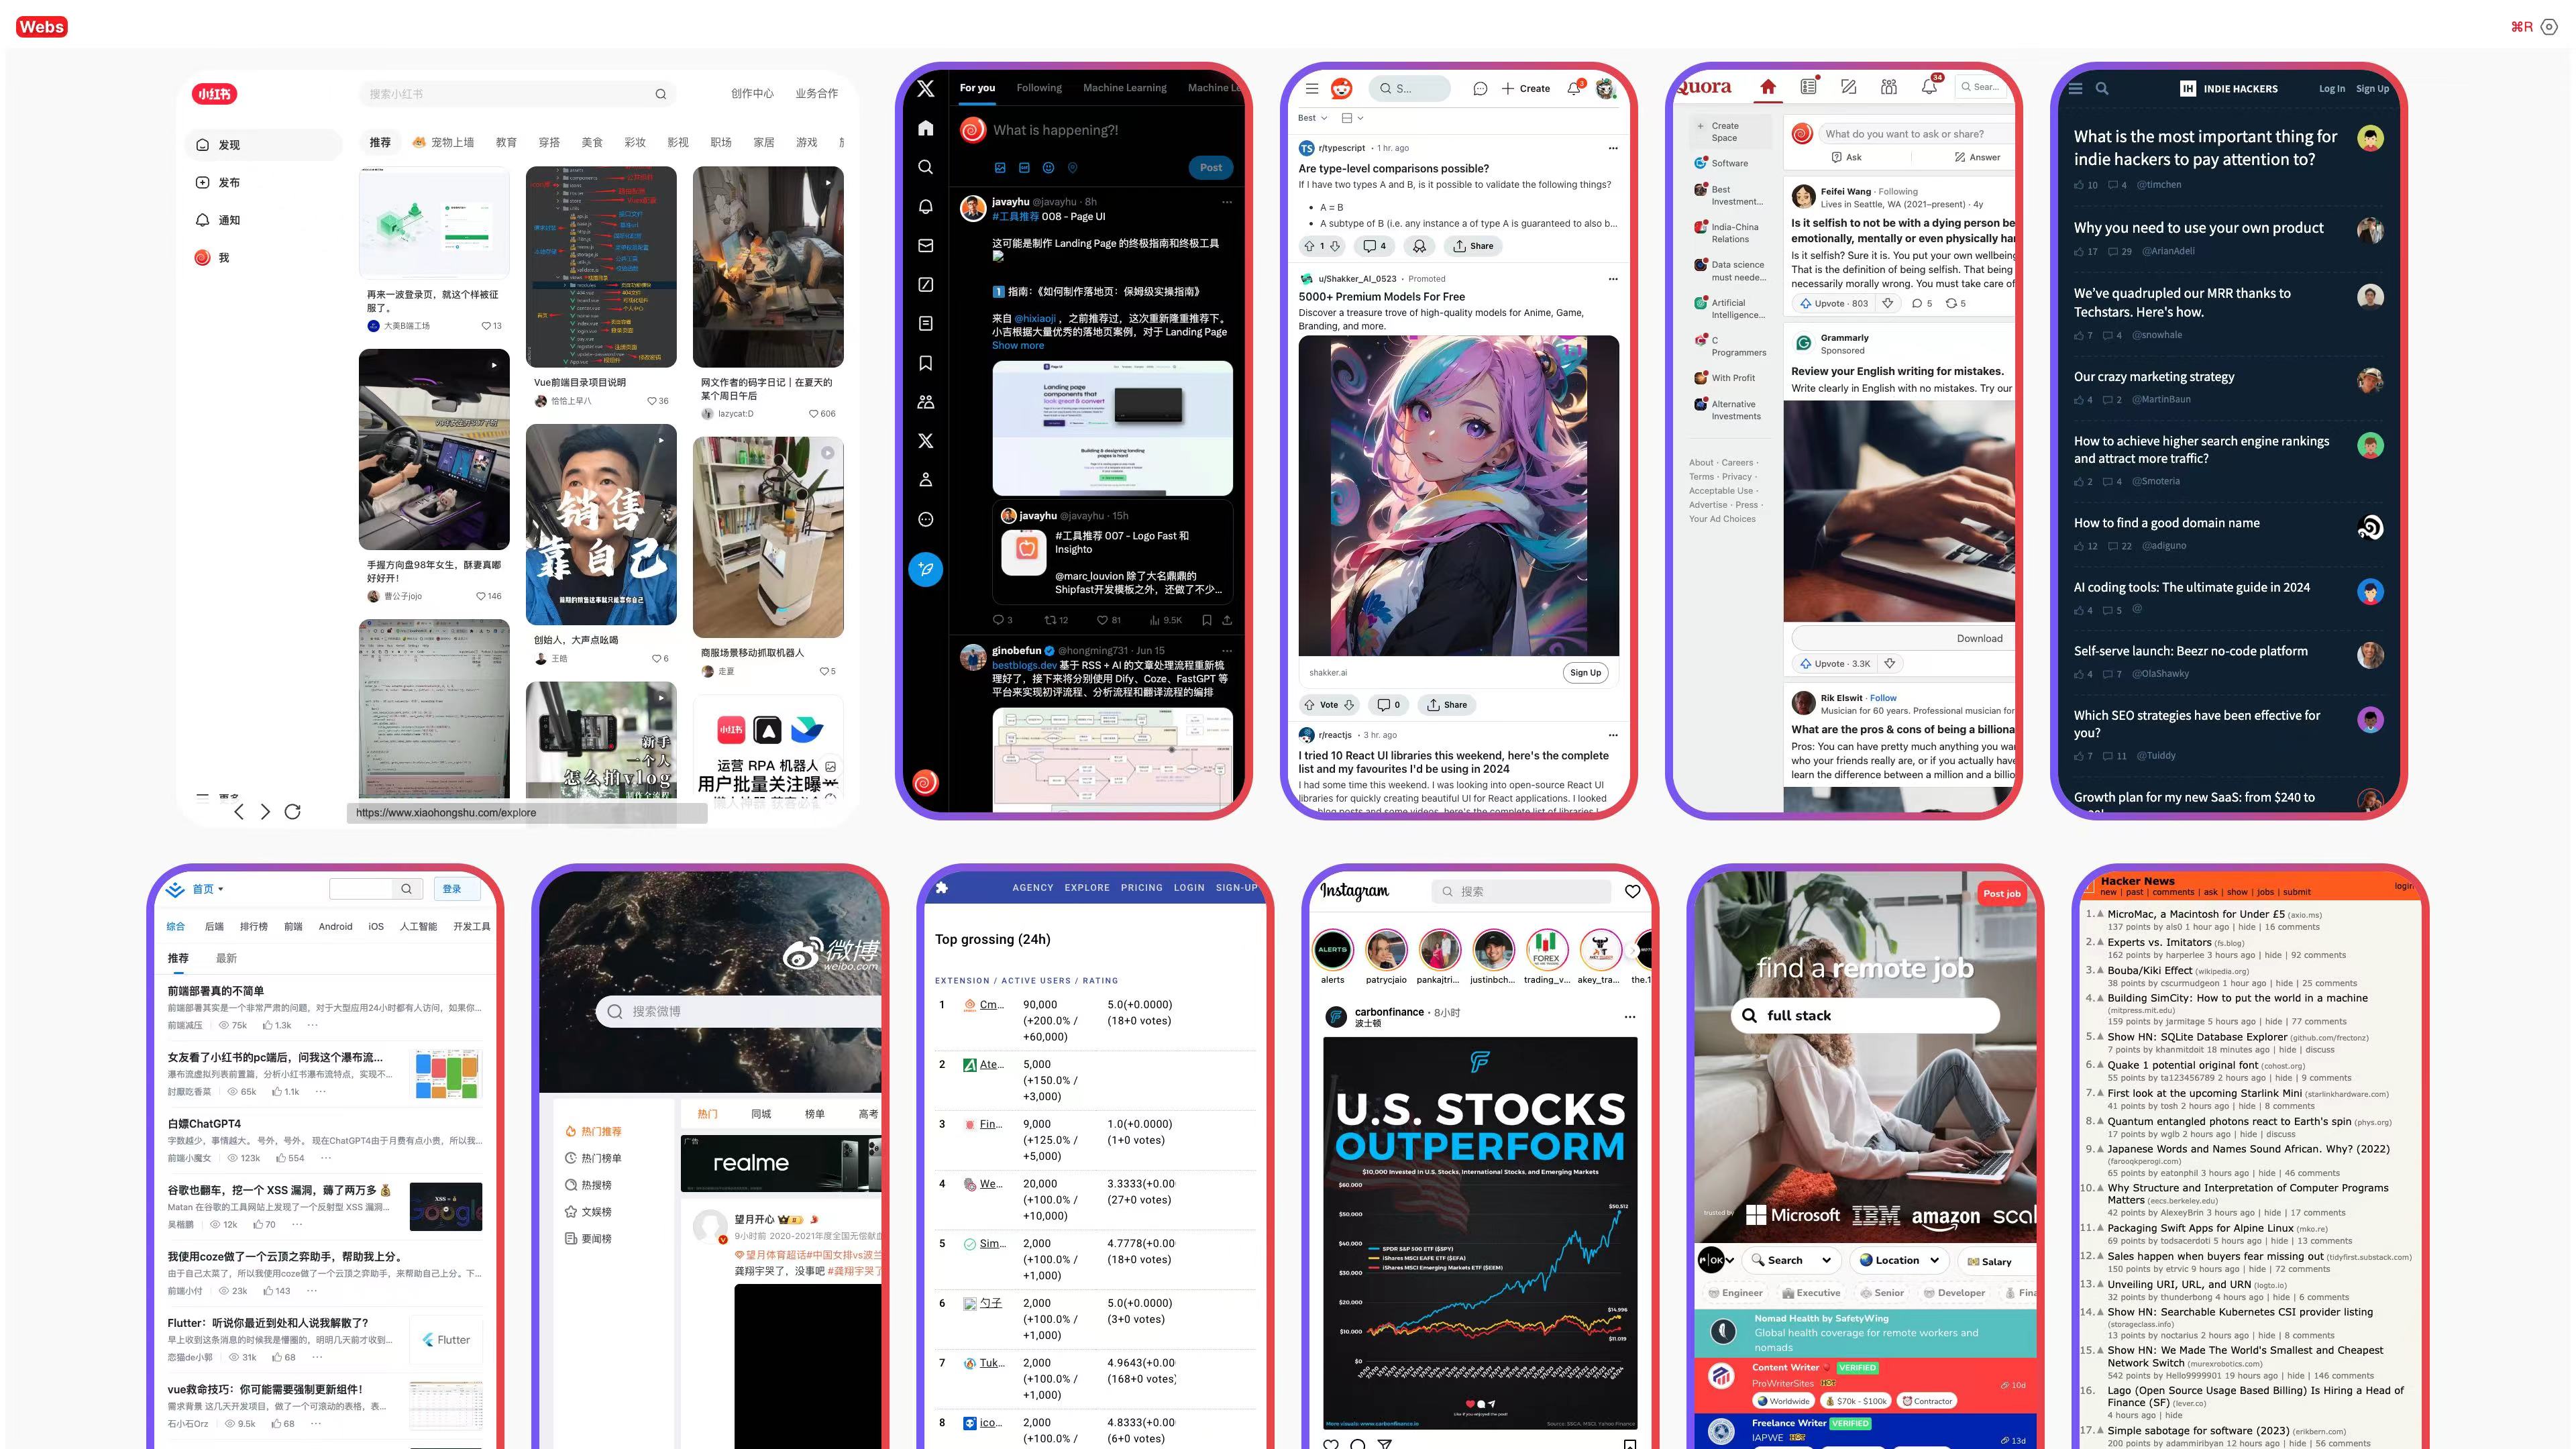 Webs
⌘R
小红书
搜索小红书
创作中心
业务合作
发现
发布
通知
我
推荐
宠物上墙
教育
穿搭
美食
彩妆
影视
职场
家居
游戏
再来一波登录页，就这个样被征
服了。
大英B端工场
13
手握方向盘98年女生，酥妻真嘟
好好开！
曹公子jojo
146
Vue前端目录项目说明
恰恰上早八
36
销售
靠自己
创始人，大声点吆喝
王皓
6
新手
一个人
怎么拍vlog
网文作者的码字日记｜在夏天的
某个周日午后
lazycat:D
606
商服场景移动抓取机器人
走夏
5
小红书
运营 RPA 机器人
用户批量关注曝
https://www.xiaohongshu.com/explore
For you
Following
Machine Learning
Machine Le
What is happening?!
Post
javayhu @javayhu · 8h
#工具推荐 008 - Page UI
这可能是制作 Landing Page 的终极指南和终极工具
1 指南：《如何制作落地页：保姆级实操指南》
来自 @hixiaoji ，之前推荐过，这次重新隆重推荐下。
小吉根据大量优秀的落地页案例，对于 Landing Page
Show more
Landing page
components that
look great & convert
Building & designing landing
pages is hard
javayhu @javayhu · 15h
#工具推荐 007 - Logo Fast 和
Insighto
@marc_louvion 除了大名鼎鼎的
Shipfast开发模板之外，还做了不少...
3
12
81
9.5K
ginobefun @hongming731 · Jun 15
bestblogs.dev 基于 RSS + AI 的文章处理流程重新梳
理好了，接下来将分别使用 Dify、Coze、FastGPT 等
平台来实现初评流程、分析流程和翻译流程的编排
S...
Create
3
Best
r/typescript · 1 hr. ago
Are type-level comparisons possible?
If I have two types A and B, is it possible to validate the following things?
• A = B
• A subtype of B (i.e. any instance a of type A is guaranteed to also b...
1
4
Share
u/Shakker_AI_0523 · Promoted
5000+ Premium Models For Free
Discover a treasure trove of high-quality models for Anime, Game,
Branding, and more.
shakker.ai
Sign Up
Vote
0
Share
r/reactjs · 3 hr. ago
I tried 10 React UI libraries this weekend, here's the complete
list and my favourites I'd be using in 2024
I had some time this weekend. I was looking into open-source React UI
libraries for quickly creating beautiful UI for React applications. I looked
Quora
34
Sear...
Create
Space
Software
Best
Investment...
India-China
Relations
Data science
must neede...
Artificial
Intelligence...
C
Programmers
With Profit
Alternative
Investments
About · Careers ·
Terms · Privacy ·
Acceptable Use ·
Advertise · Press ·
Your Ad Choices
What do you want to ask or share?
Ask
Answer
Feifei Wang · Following
Lives in Seattle, WA (2021–present) · 4y
Is it selfish to not be with a dying person be
emotionally, mentally or even physically har
Is it selfish? Sure it is. You put your own wellbeing
That is the definition of being selfish. That being
necessarily morally wrong. You must take care of
Upvote · 803
5
5
Grammarly
Sponsored
Review your English writing for mistakes.
Write clearly in English with no mistakes. Try our
Download
Upvote · 3.3K
Rik Elswit · Follow
Musician for 60 years. Professional musician for
What are the pros & cons of being a billiona
Pros: You can have pretty much anything you wa
who your friends really are, or if you actually have
learn the difference between a million and a billio
IH INDIE HACKERS
Log In
Sign Up
What is the most important thing for
indie hackers to pay attention to?
10
4
@timchen
Why you need to use your own product
17
29
@ArianAdeli
We've quadrupled our MRR thanks to
Techstars. Here's how.
7
4
@snowhale
Our crazy marketing strategy
4
2
@MartinBaun
How to achieve higher search engine rankings
and attract more traffic?
2
4
@Smoteria
How to find a good domain name
12
22
@adiguno
AI coding tools: The ultimate guide in 2024
4
5
@
Self-serve launch: Beezr no-code platform
4
7
@OlaShawky
Which SEO strategies have been effective for
you?
7
11
@Tuiddy
Growth plan for my new SaaS: from $240 to
首页
登录
综合
后端
排行榜
前端
Android
iOS
人工智能
开发工具
推荐
最新
前端部署真的不简单
前端部署其实是一个非常严肃的问题，对于大型应用24小时都有人访问，如果你...
前端减压
75k
1.3k
女友看了小红书的pc端后，问我这个瀑布流...
瀑布流虚拟列表前置篇，分析小红书瀑布流特点，实现不...
討厭吃香菜
65k
1.1k
白嫖ChatGPT4
字数越少，事情越大。 号外，号外。 现在ChatGPT4由于月费有点小贵，所以我...
前端小魔女
123k
554
谷歌也翻车，挖一个 XSS 漏洞，薅了两万多
Matan 在谷歌的工具网站上发现了一个反射型 XSS 漏洞...
吴楷鹏
12k
70
我使用coze做了一个云顶之弈助手，帮助我上分。
由于自己太菜了，所以我使用coze做了一个云顶之弈助手，来帮助自己上分。下...
前端小付
23k
143
Flutter：听说你最近到处和人说我解散了?
早上收到这条消息的时候我是懵圈的，明明几天前才收到...
恋猫de小郭
31k
68
Flutter
vue救命技巧：你可能需要强制更新组件！
需求背景 这几天开发项目，做了一个可滚动的表格，表...
石小石Orz
9.5k
68
微博
weibo.com
搜索微博
热门推荐
热门榜单
热搜榜
文娱榜
要闻榜
热门
同城
榜单
高考
广告
realme
望月开心
9小时前 2020-2021年度全国无偿献血
望月体育超话#中国女排vs波兰
龚翔宇哭了，没事吧 #龚翔宇哭了
AGENCY EXPLORE PRICING LOGIN SIGN-UP
Top grossing (24h)
EXTENSION / ACTIVE USERS / RATING
1 Cm... 90,000 5.0(+0.0000)
(+200.0% / (18+0 votes)
+60,000)
2 Ate... 5,000
(+150.0% /
+3,000)
3 Fin... 9,000 1.0(+0.0000)
(+125.0% / (1+0 votes)
+5,000)
4 We... 20,000 3.3333(+0.00
(+100.0% / (27+0 votes)
+10,000)
5 Sim... 2,000 4.7778(+0.00
(+100.0% / (18+0 votes)
+1,000)
6 勺子 2,000 5.0(+0.0000)
(+100.0% / (3+0 votes)
+1,000)
7 Tuk... 2,000 4.9643(+0.00
(+100.0% / (168+0 votes)
+1,000)
8 ico... 2,000 4.8333(+0.00
(+100.0% / (6+0 votes)
Instagram
搜索
ALERTS
FOREX
alerts
patrycjaio
pankajtri...
justinbch...
trading_v...
akey_tra...
the.1
carbonfinance · 8小时
波士顿
U.S. STOCKS
OUTPERFORM
$10,000 Invested in U.S. Stocks, International Stocks, and Emerging Markets
$60.000
$50.000
$40.000
$30.000
$20.000
$10.000
$0
SPDR S&P 500 ETF ($SPY)
iShares MSCI EAFE ETF ($EFA)
iShares MSCI Emerging Markets ETF ($EEM)
$50,512
$14,996
$11,019
Like if you enjoyed the post!
More visuals: www.carbonfinance.io
Source: SSGA, MSCI, Yahoo Finance
Post job
find a remote job
full stack
trusted by
Microsoft
IBM
amazon
scal
Search
Location
Salary
Engineer
Executive
Senior
Developer
Fina
Nomad Health by SafetyWing
Global health coverage for remote workers and
nomads
Content Writer
VERIFIED
ProWriterSites
HOT
10d
Worldwide
$70k - $100k
Contractor
Freelance Writer
VERIFIED
IAPWE
HOT
13d
Hacker News
new | past | comments | ask | show | jobs | submit
login
1. MicroMac, a Macintosh for Under £5 (axio.ms)
137 points by als0 1 hour ago | hide | 16 comments
2. Experts vs. Imitators (fs.blog)
162 points by harperlee 3 hours ago | hide | 92 comments
3. Bouba/Kiki Effect (wikipedia.org)
38 points by cscurmudgeon 1 hour ago | hide | 25 comments
4. Building SimCity: How to put the world in a machine
(mitpress.mit.edu)
159 points by jarmitage 5 hours ago | hide | 77 comments
5. Show HN: SQLite Database Explorer (github.com/frectonz)
7 points by khanmitdoit 18 minutes ago | hide | discuss
6. Quake 1 potential original font (cohost.org)
55 points by ta123456789 2 hours ago | hide | 9 comments
7. First look at the upcoming Starlink Mini (starlinkhardware.com)
41 points by tosh 2 hours ago | hide | 8 comments
8. Quantum entangled photons react to Earth's spin (phys.org)
17 points by wglb 2 hours ago | hide | discuss
9. Japanese Words and Names Sound African. Why? (2022)
(farooqkperogi.com)
65 points by eatonphil 3 hours ago | hide | 46 comments
10. Why Structure and Interpretation of Computer Programs
Matters (eecs.berkeley.edu)
42 points by AlexeyBrin 3 hours ago | hide | 17 comments
11. Packaging Swift Apps for Alpine Linux (mko.re)
69 points by todsacerdoti 5 hours ago | hide | 13 comments
12. Sales happen when buyers fear missing out (tidyfirst.substack.com)
150 points by etrvic 9 hours ago | hide | 72 comments
13. Unveiling URI, URL, and URN (logto.io)
32 points by thunderbong 4 hours ago | hide | 6 comments
14. Show HN: Searchable Kubernetes CSI provider listing
(storageclass.info)
13 points by noctarius 2 hours ago | hide | 8 comments
15. Show HN: We Made The World's Smallest and Cheapest
Network Switch (murexrobotics.com)
542 points by Hello9999901 19 hours ago | hide | 146 comments
16. Lago (Open Source Usage Based Billing) Is Hiring a Head of
Finance (SF) (lever.co)
4 hours ago | hide
17. Simple sabotage for software (2023) (erikbern.com)
200 points by adammiribyan 12 hours ago | hide | 56 comments